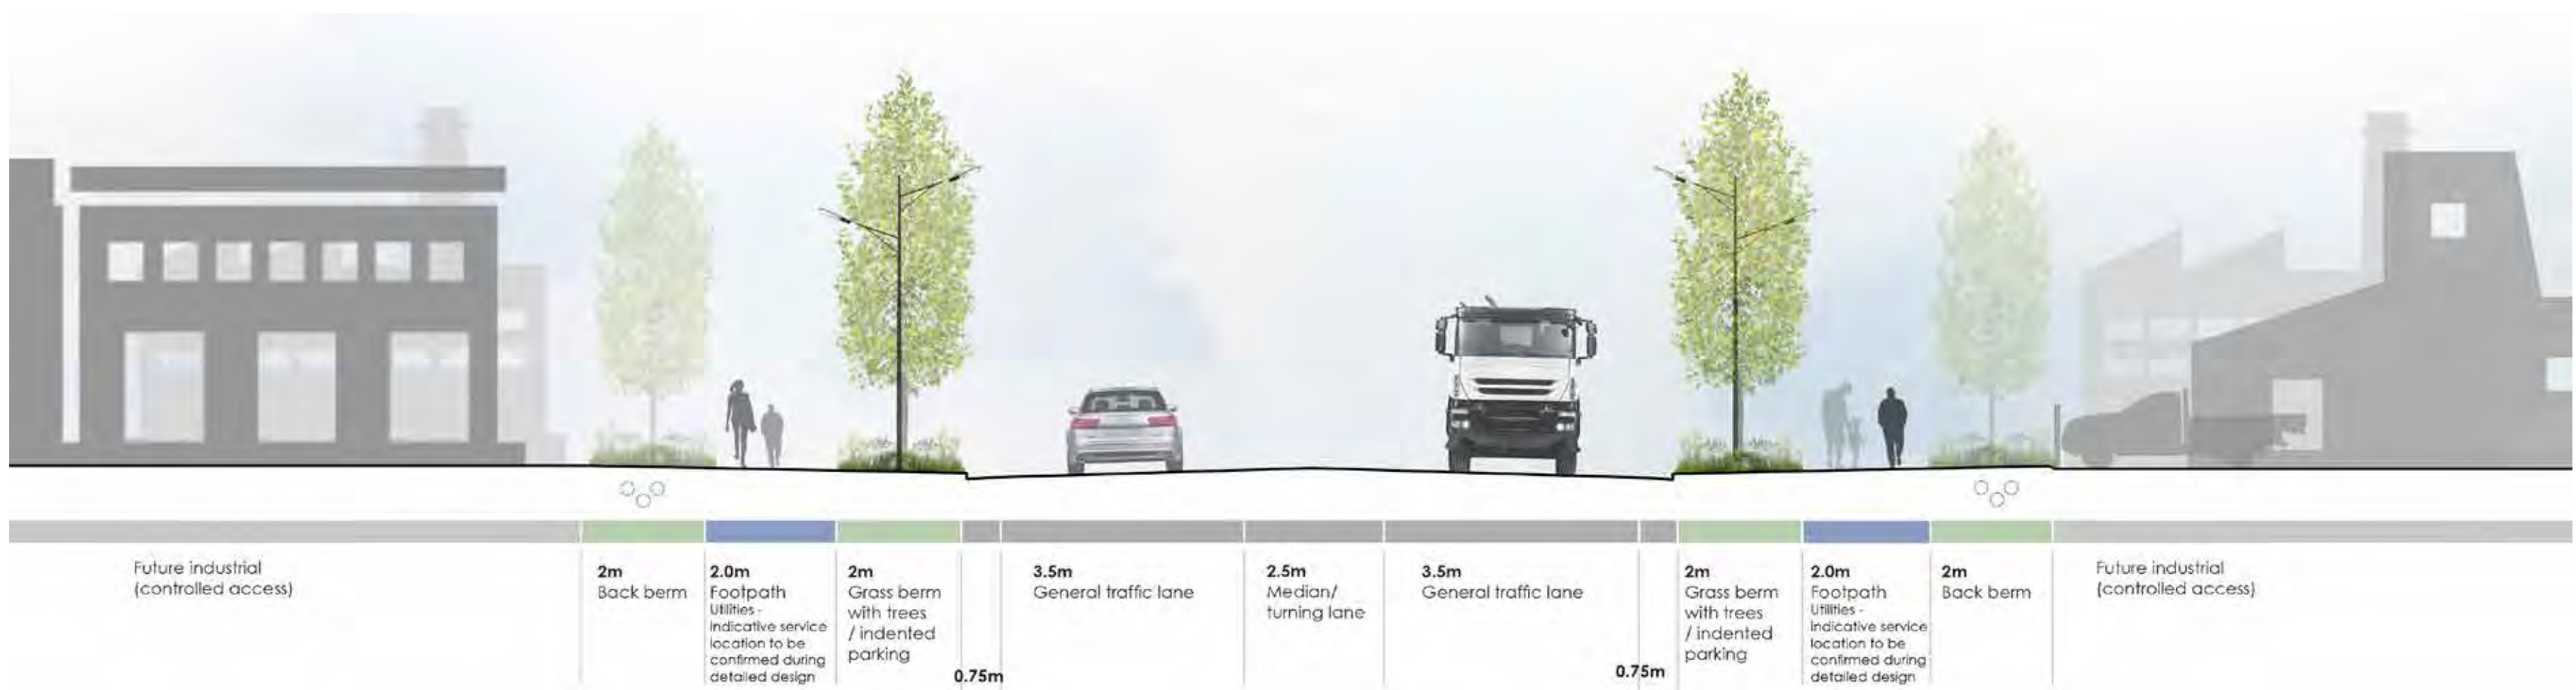 Future industrial
(controlled access)
2m
Back berm
2.0m
Footpath
Utilities -
indicative service
location to be
confirmed during
detailed design
2m
Grass berm
with trees
/ indented
parking
0.75m
3.5m
General traffic lane
2.5m
Median/
turning lane
3.5m
General traffic lane
0.75m
2m
Grass berm
with trees
/ indented
parking
2.0m
Footpath
Utilities -
indicative service
location to be
confirmed during
detailed design
2m
Back berm
Future industrial
(controlled access)